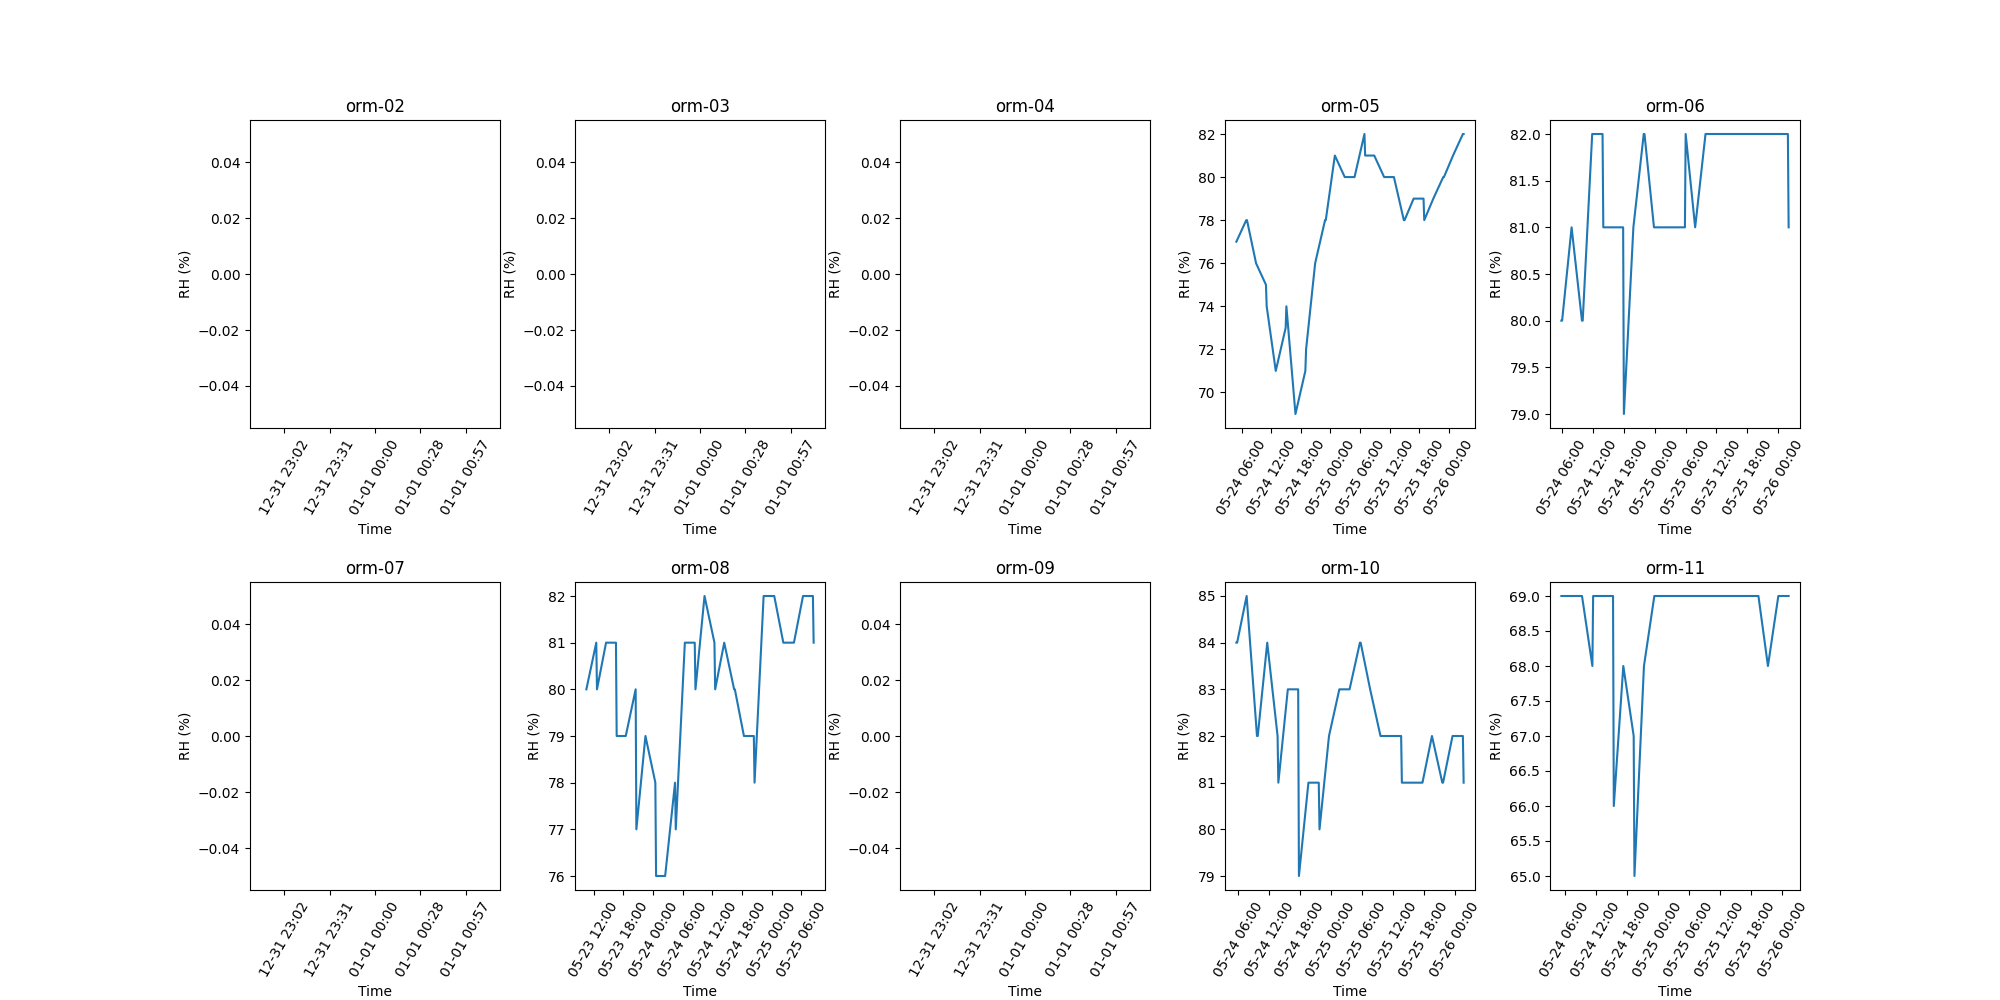 orm-02 orm-03 orm-04 orm-05 orm-06
0.04 0.04 0.04 82 82.0
0.02 0.02 0.02 80 81.5
0.00 0.00 0.00 78 81.0
−0.02 −0.02 −0.02 76 80.5
−0.04 −0.04 −0.04 74 80.0
72 79.5
70 79.0
RH (%) RH (%) RH (%) RH (%) RH (%)
12-31 23:02 12-31 23:31 01-01 00:00 01-01 00:28 01-01 00:57
12-31 23:02 12-31 23:31 01-01 00:00 01-01 00:28 01-01 00:57
12-31 23:02 12-31 23:31 01-01 00:00 01-01 00:28 01-01 00:57
05-24 06:00 05-24 12:00 05-24 18:00 05-25 00:00 05-25 06:00 05-25 12:00 05-25 18:00 05-26 00:00
05-24 06:00 05-24 12:00 05-24 18:00 05-25 00:00 05-25 06:00 05-25 12:00 05-25 18:00 05-26 00:00
Time Time Time Time Time
orm-07 orm-08 orm-09 orm-10 orm-11
0.04 82 0.04 85 69.0
0.02 81 0.02 84 68.5
0.00 80 0.00 83 68.0
−0.02 79 −0.02 82 67.5
−0.04 78 −0.04 81 67.0
77 80 66.5
76 79 66.0
65.5
65.0
RH (%) RH (%) RH (%) RH (%) RH (%)
12-31 23:02 12-31 23:31 01-01 00:00 01-01 00:28 01-01 00:57
05-23 12:00 05-23 18:00 05-24 00:00 05-24 06:00 05-24 12:00 05-24 18:00 05-25 00:00 05-25 06:00
12-31 23:02 12-31 23:31 01-01 00:00 01-01 00:28 01-01 00:57
05-24 06:00 05-24 12:00 05-24 18:00 05-25 00:00 05-25 06:00 05-25 12:00 05-25 18:00 05-26 00:00
05-24 06:00 05-24 12:00 05-24 18:00 05-25 00:00 05-25 06:00 05-25 12:00 05-25 18:00 05-26 00:00
Time Time Time Time Time